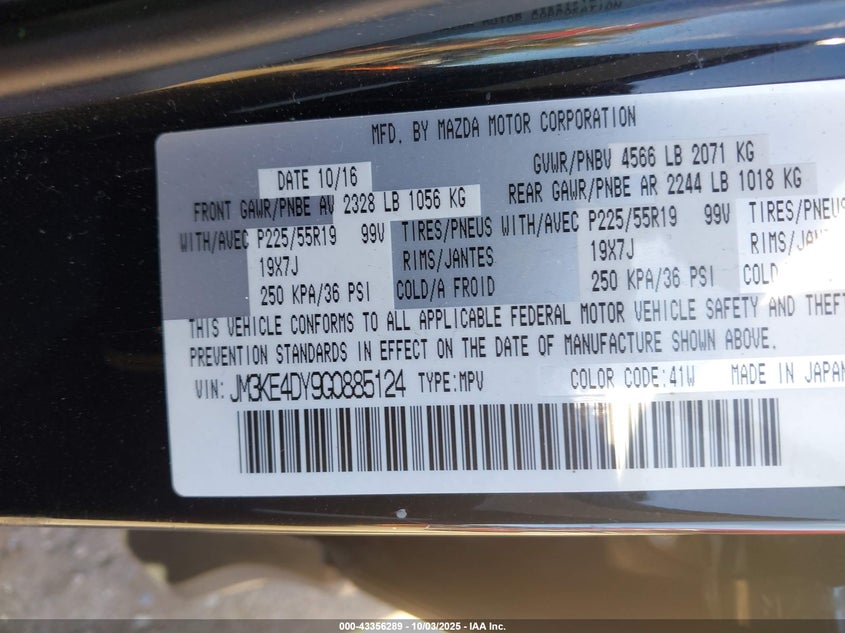 MFD. BY MAZDA MOTOR CORPORATION
DATE 10/16 GVWR/PNBV 4566 LB 2071 KG
FRONT GAWR/PNBE AV 2328 LB 1056 KG REAR GAWR/PNBE AR 2244 LB 1018 KG
WITH/AVEC P225/55R19 99V TIRES/PNEUS WITH/AVEC P225/55R19 99V TIRES/PNEUS
19X7J RIMS/JANTES 19X7J RIMS/JANTES
250 KPA/36 PSI COLD/A FROID 250 KPA/36 PSI COLD/A
THIS VEHICLE CONFORMS TO ALL APPLICABLE FEDERAL MOTOR VEHICLE SAFETY AND THEFT
PREVENTION STANDARDS IN EFFECT ON THE DATE OF MANUFACTURE SHOWN ABOVE.
VIN: JM3KE4DY9G0885124 TYPE:MPV COLOR CODE:41W MADE IN JAPAN
000-43356289 - 10/03/2025 - IAA Inc.